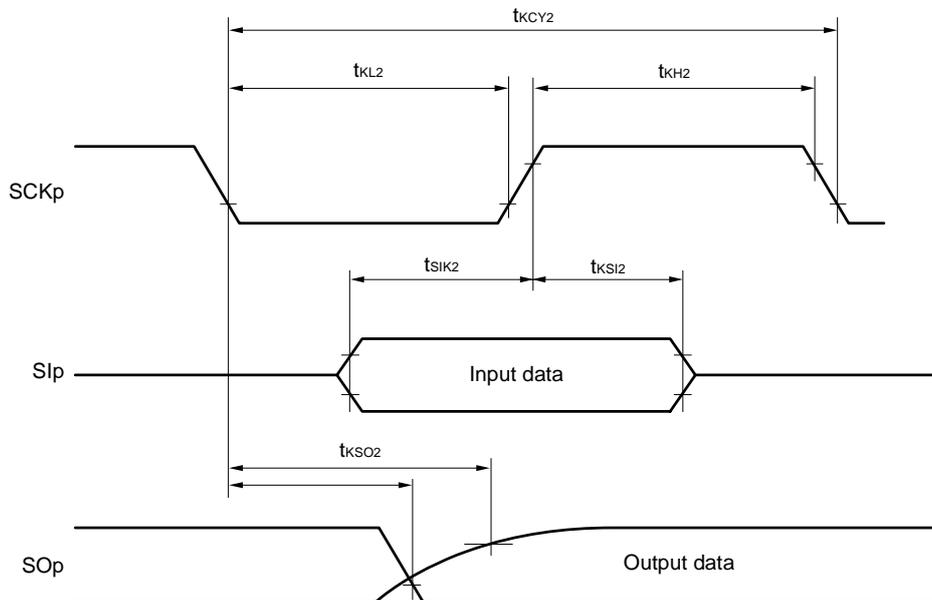 tKCY2
tKL2
tKH2
SCKp
tSIK2
tKSI2
SIp
Input data
tKSO2
SOp
Output data